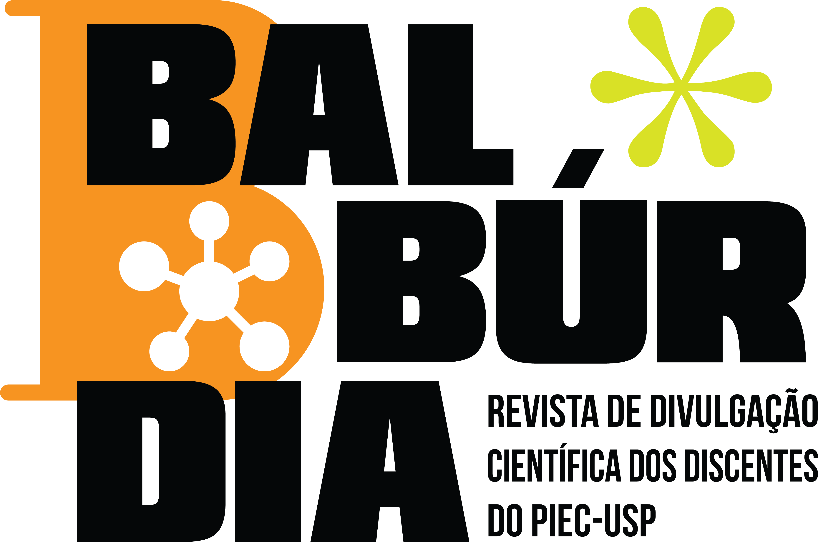 BAL
BÚR
DIA
REVISTA DE DIVULGAÇÃO
CIENTÍFICA DOS DISCENTES
DO PIEC-USP